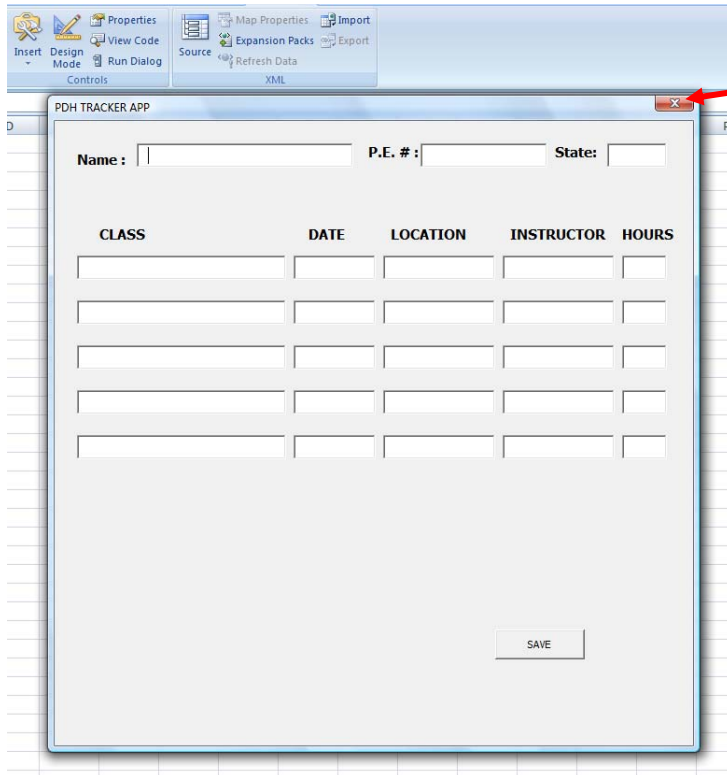 Properties
Map Properties
Import
View Code
Expansion Packs
Export
Insert
Design Mode
Run Dialog
Source
Refresh Data
Controls
XML
PDH TRACKER APP
D
Name :
P.E. # :
State:
CLASS DATE LOCATION INSTRUCTOR HOURS
SAVE